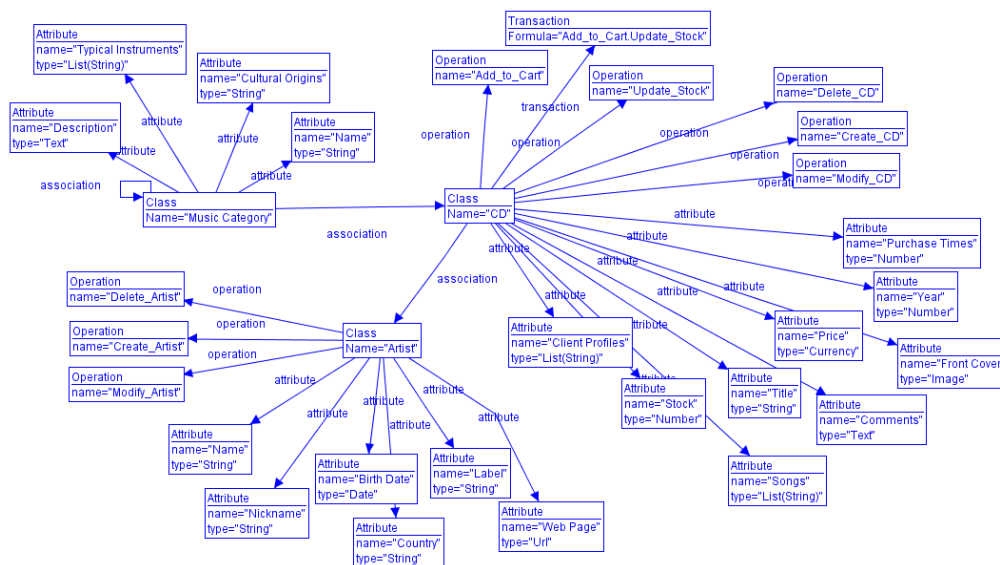 Transaction
Formula="Add_to_Cart.Update_Stock"
Attribute
name="Typical Instruments"
type="List(String)"
Attribute
name="Cultural Origins"
type="String"
Operation
name="Add_to_Cart"
Operation
name="Update_Stock"
Operation
name="Delete_CD"
Attribute
name="Description"
type="Text"
Attribute
name="Name"
type="String"
Operation
name="Create_CD"
Operation
name="Modify_CD"
attribute
attribute
attribute
attribute
transaction
operation
operation
operation
operation
operation
association
Class
Name="Music Category"
Class
Name="CD"
association
association
attribute
attribute
attribute
attribute
attribute
attribute
attribute
attribute
attribute
Attribute
name="Purchase Times"
type="Number"
Attribute
name="Year"
type="Number"
Attribute
name="Price"
type="Currency"
Attribute
name="Front Cover"
type="Image"
Attribute
name="Client Profiles"
type="List(String)"
Attribute
name="Stock"
type="Number"
Attribute
name="Title"
type="String"
Attribute
name="Comments"
type="Text"
Attribute
name="Songs"
type="List(String)"
Operation
name="Delete_Artist"
Operation
name="Create_Artist"
Operation
name="Modify_Artist"
operation
operation
operation
Class
Name="Artist"
attribute
attribute
attribute
attribute
attribute
attribute
Attribute
name="Name"
type="String"
Attribute
name="Nickname"
type="String"
Attribute
name="Birth Date"
type="Date"
Attribute
name="Country"
type="String"
Attribute
name="Label"
type="String"
Attribute
name="Web Page"
type="Url"